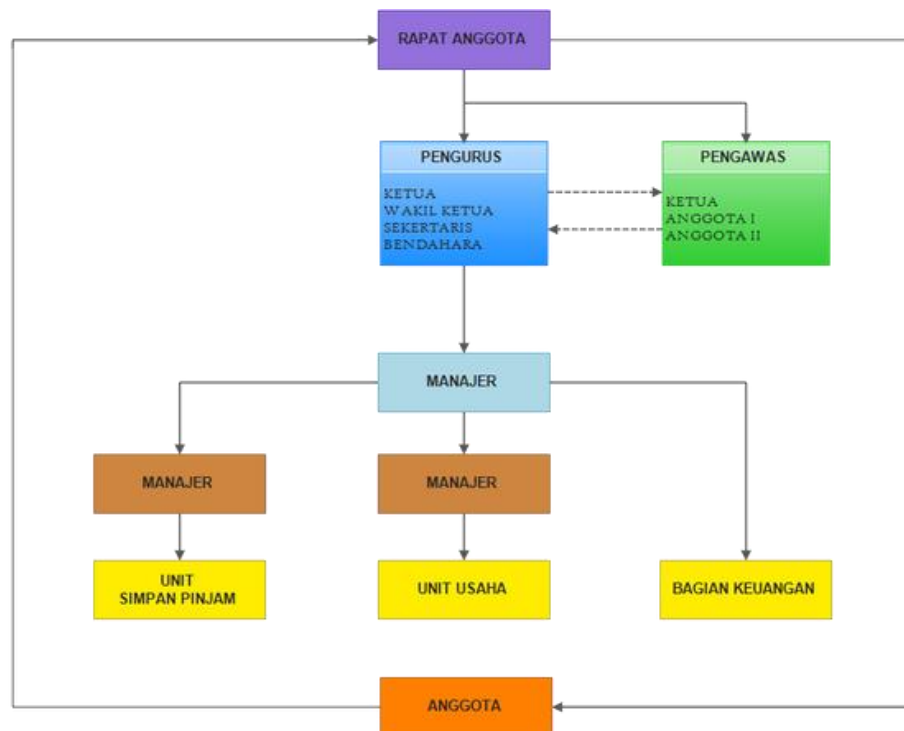 RAPAT ANGGOTA
PENGURUS
KETUA
WAKIL KETUA
SEKERTARIS
BENDAHARA
PENGAWAS
KETUA
ANGGOTA I
ANGGOTA II
MANAJER
MANAJER
MANAJER
UNIT
SIMPAN PINJAM
UNIT USAHA
BAGIAN KEUANGAN
ANGGOTA